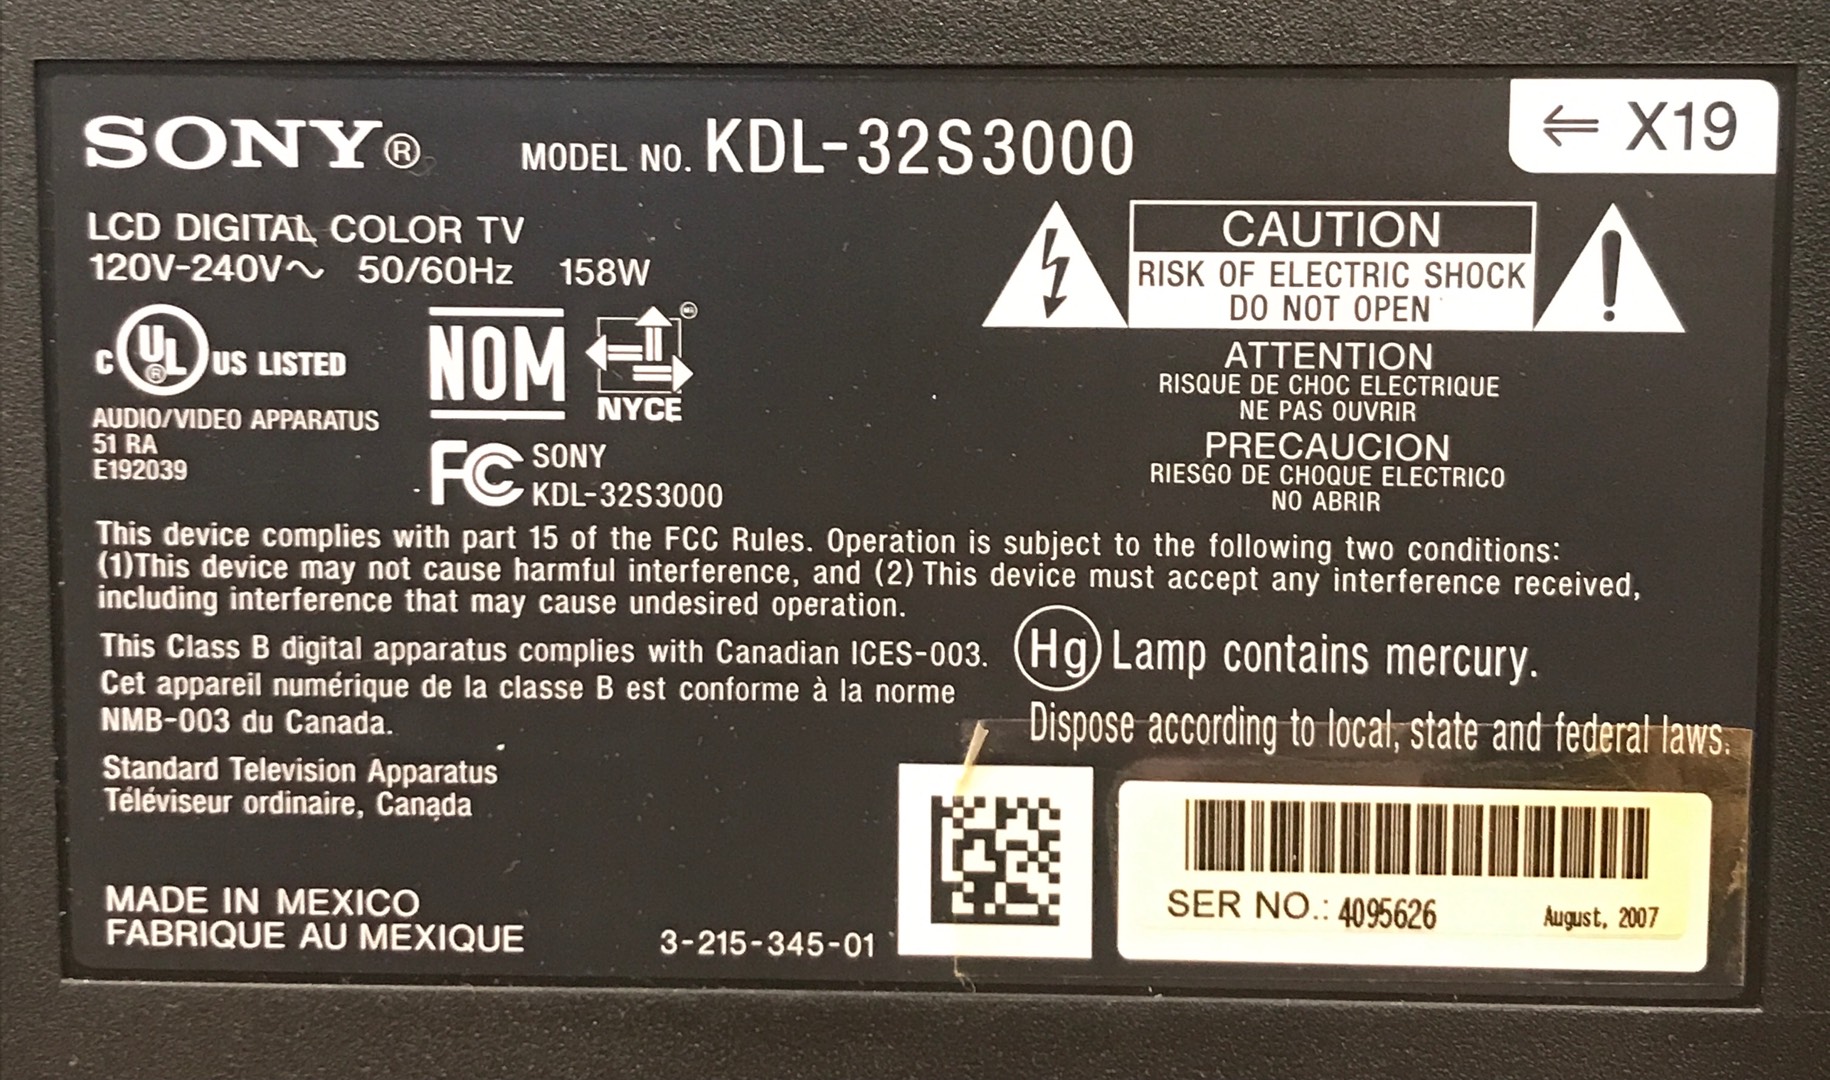 SONY®
MODEL NO. KDL-32S3000
⇐ X19
LCD DIGITAL COLOR TV
120V-240V~ 50/60Hz 158W
C UL® US LISTED
AUDIO/VIDEO APPARATUS
51 RA
E192039
NOM
NYCE
FC SONY
KDL-32S3000
CAUTION
RISK OF ELECTRIC SHOCK
DO NOT OPEN
ATTENTION
RISQUE DE CHOC ELECTRIQUE
NE PAS OUVRIR
PRECAUCION
RIESGO DE CHOQUE ELECTRICO
NO ABRIR
This device complies with part 15 of the FCC Rules. Operation is subject to the following two conditions:
(1)This device may not cause harmful interference, and (2) This device must accept any interference received,
including interference that may cause undesired operation.
This Class B digital apparatus complies with Canadian ICES-003.
Cet appareil numérique de la classe B est conforme à la norme
NMB-003 du Canada.
Hg Lamp contains mercury.
Dispose according to local, state and federal laws.
Standard Television Apparatus
Téléviseur ordinaire, Canada
MADE IN MEXICO
FABRIQUE AU MEXIQUE
3-215-345-01
SER NO.: 4095626
August, 2007